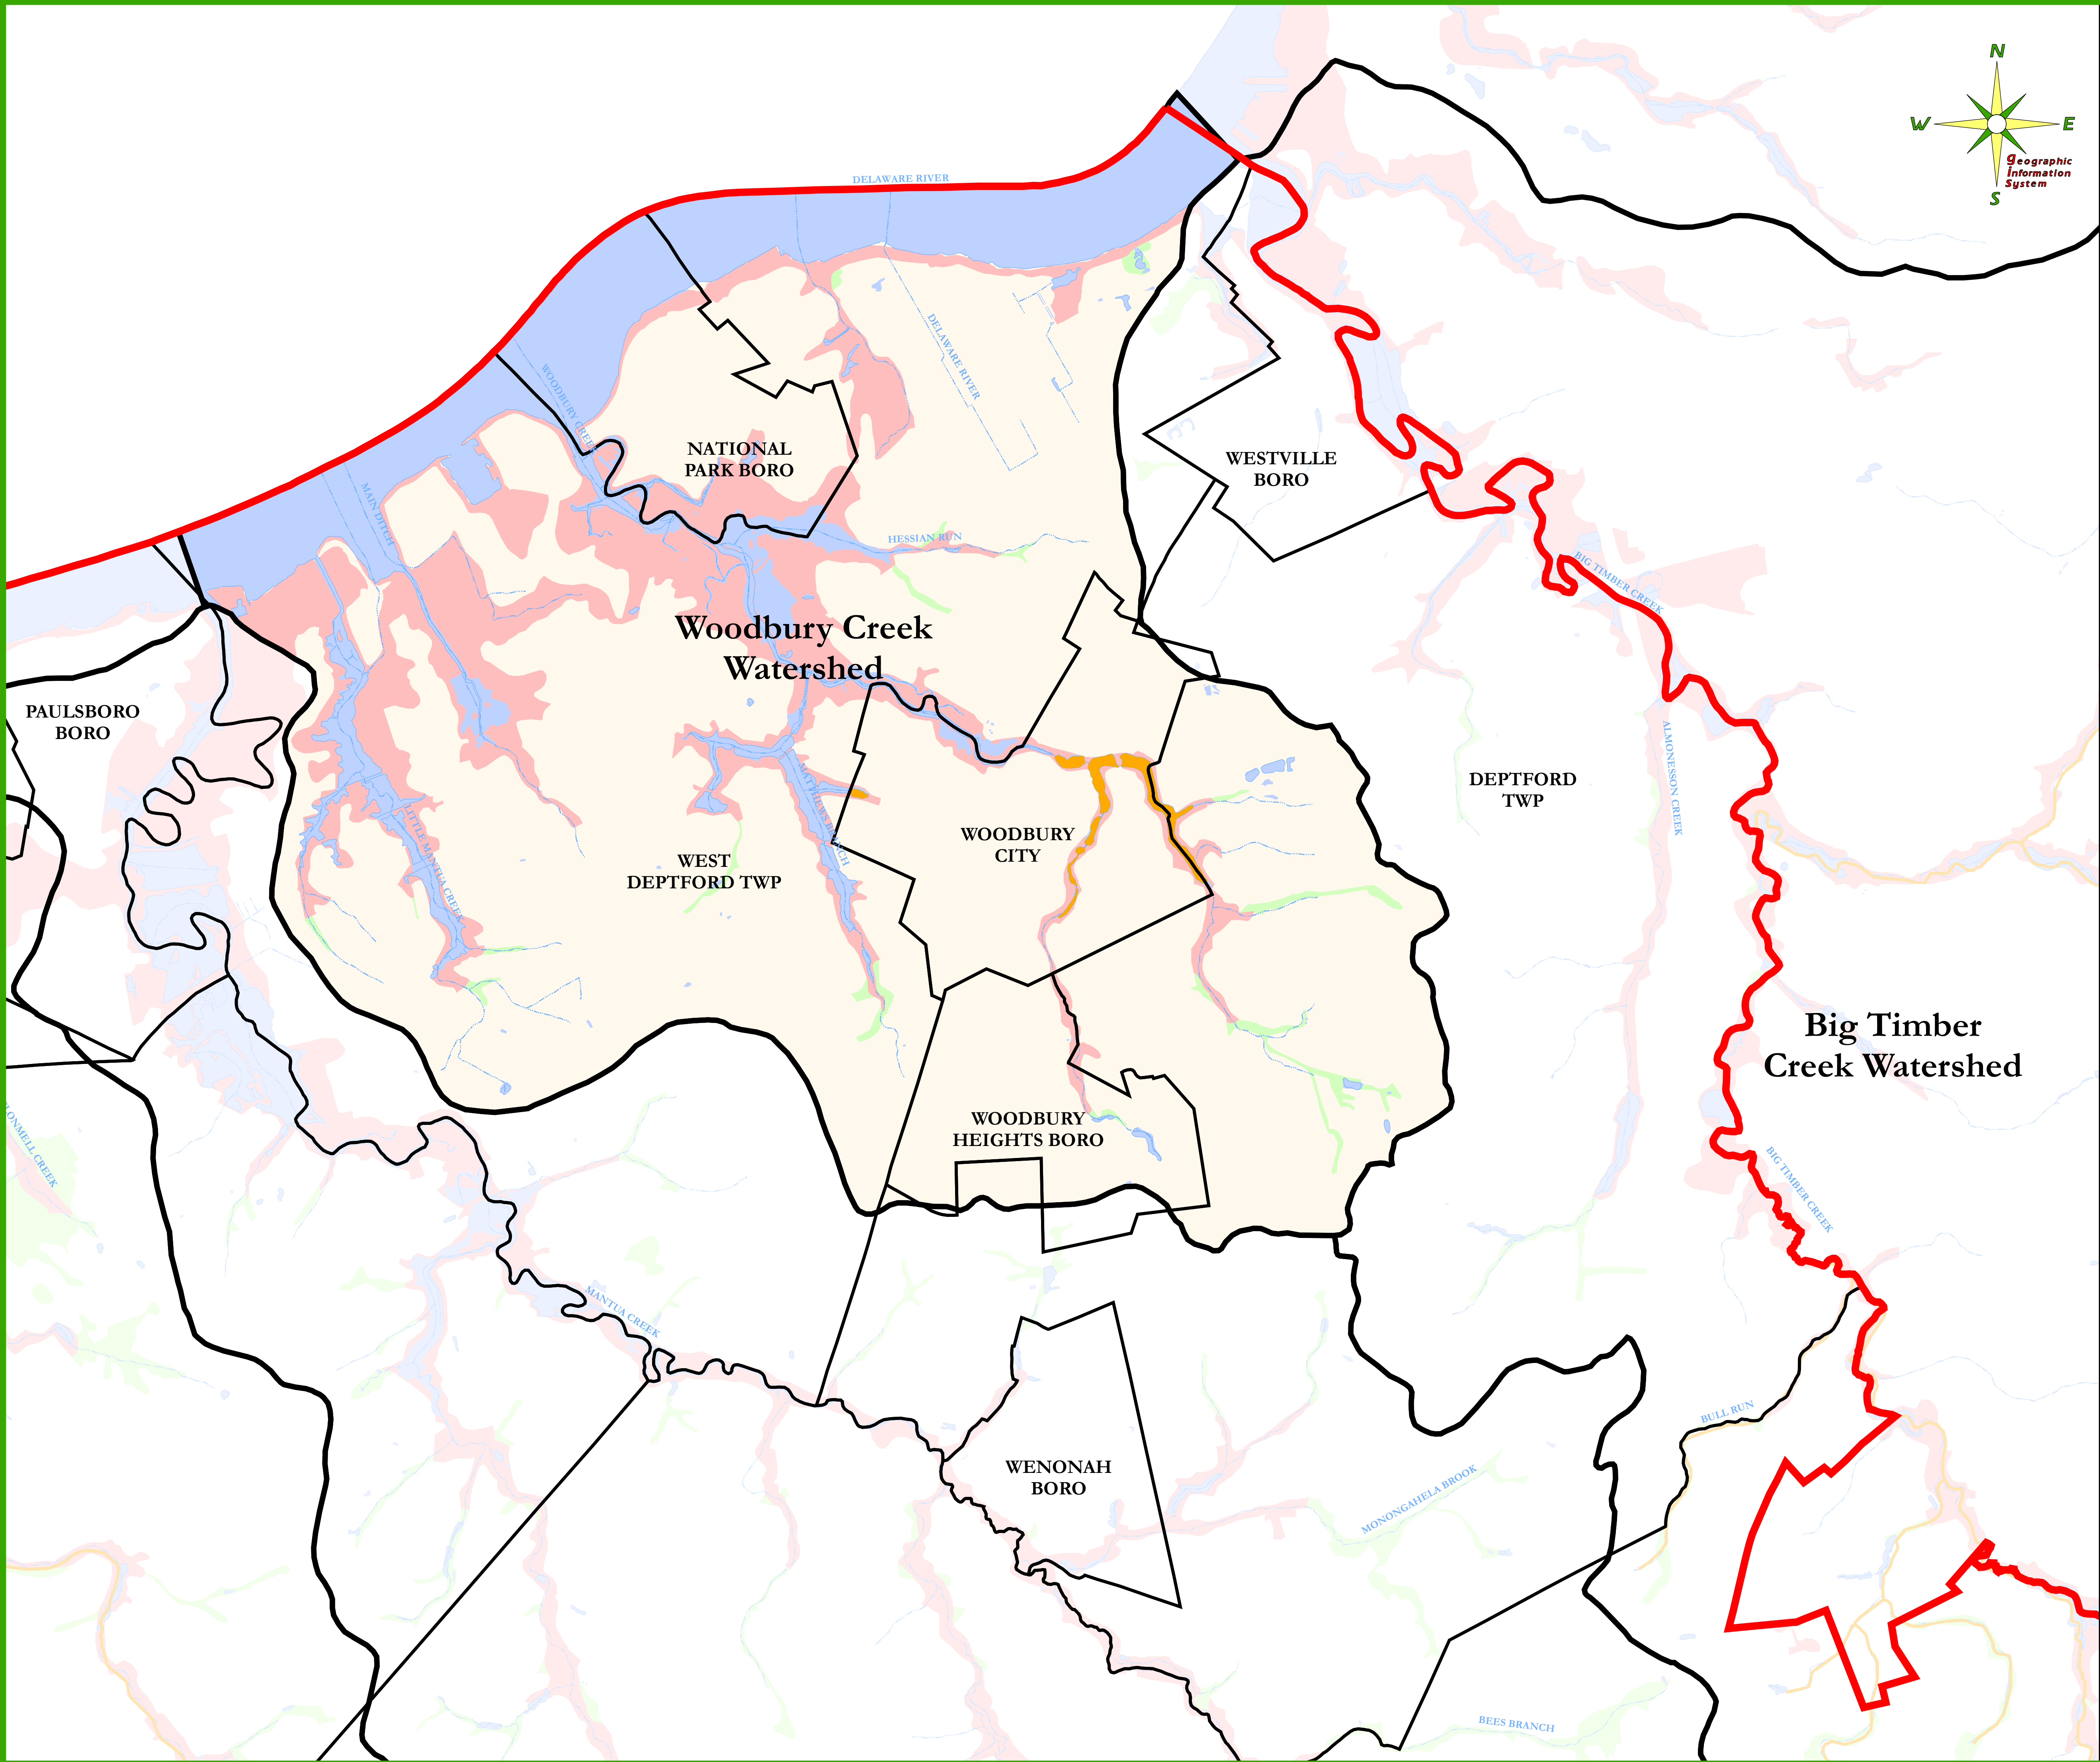 N
W
E
Geographic
Information
System
S
DELAWARE RIVER
DELAWARE RIVER
WOODBURY CREEK
NATIONAL
PARK BORO
WESTVILLE
BORO
MAIN DITCH
HESSIAN RUN
BIG TIMBER CREEK
Woodbury Creek
Watershed
PAULSBORO
BORO
ALMONESSON CREEK
DEPTFORD
TWP
LITTLE MANTUA CREEK
WOODBURY
CITY
WEST
DEPTFORD TWP
Big Timber
Creek Watershed
WOODBURY
HEIGHTS BORO
BIG TIMBER CREEK
MANTUA CREEK
BULL RUN
WENONAH
BORO
MONONGAHELA BROOK
BEES BRANCH